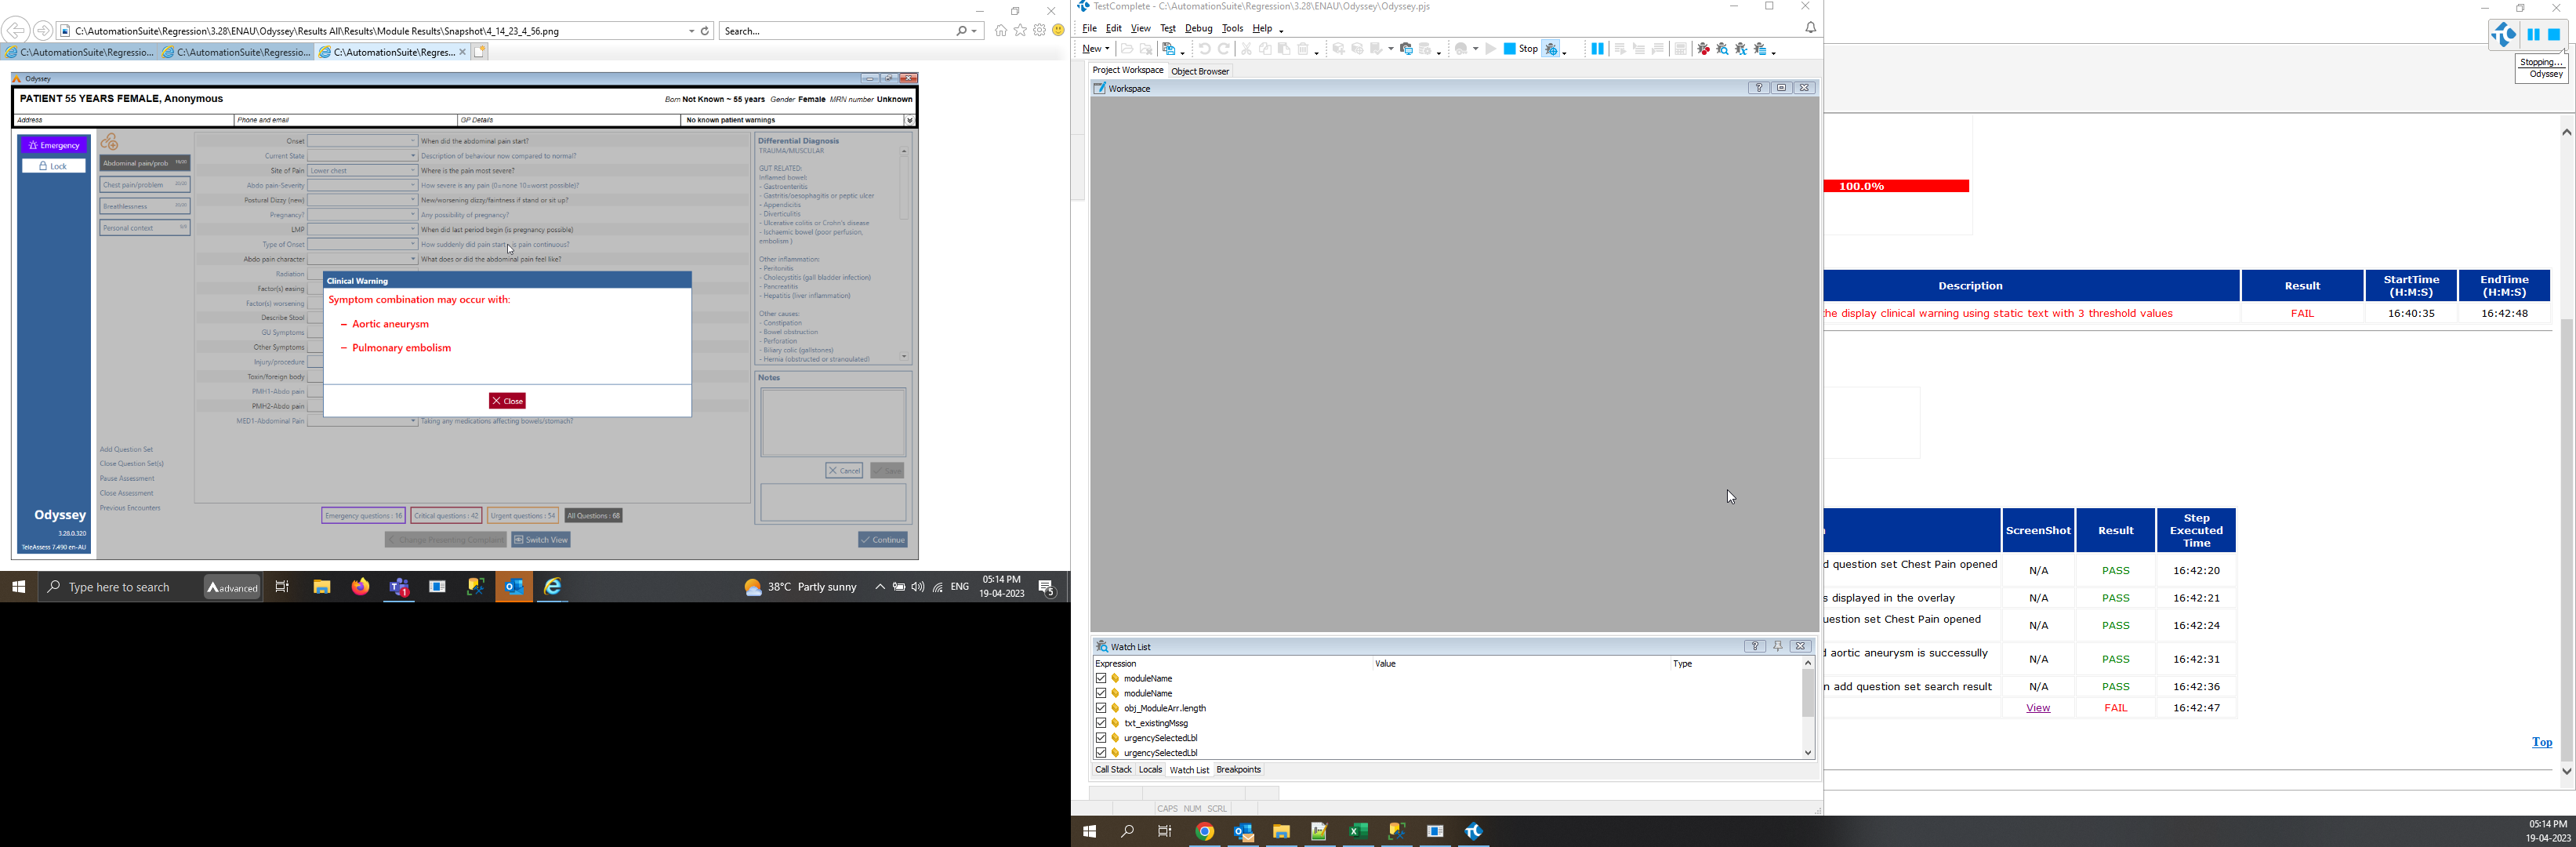 C:\AutomationSuite\Regression\3.28\ENAU\Odyssey\Results All\Results\Module Results\Snapshot\4_14_23_4_56.png
Search...
C:\AutomationSuite\Regressio...
C:\AutomationSuite\Regressio...
C:\AutomationSuite\Regres...
Odyssey
PATIENT 55 YEARS FEMALE, Anonymous
Born Not Known ~ 55 years Gender Female MRN number Unknown
Address
Phone and email
GP Details
No known patient warnings
Emergency
Lock
Abdominal pain/prob
Chest pain/problem
Breathlessness
Personal context
Onset
When did the abdominal pain start?
Current State
Description of behaviour now compared to normal?
Site of Pain
Lower chest
Where is the pain most severe?
Abdo pain-Severity
How severe is any pain (0=none 10=worst possible)?
Postural Dizzy (new)
New/worsening dizzy/faintness if stand or sit up?
Pregnancy?
Any possibility of pregnancy?
LMP
When did last period begin (is pregnancy possible)
Type of Onset
How suddenly did pain start, is pain continuous?
Abdo pain character
What does or did the abdominal pain feel like?
Radiation
Factor(s) easing
Factor(s) worsening
Describe Stool
GU Symptoms
Other Symptoms
Injury/procedure
Toxin/foreign body
PMH1-Abdo pain
PMH2-Abdo pain
MED1-Abdominal Pain
Taking any medications affecting bowels/stomach?
Clinical Warning
Symptom combination may occur with:
– Aortic aneurysm
– Pulmonary embolism
Close
Differential Diagnosis
TRAUMA/MUSCULAR
GUT RELATED:
Inflamed bowel:
- Gastroenteritis
- Gastritis/oesophagitis or peptic ulcer
- Appendicitis
- Diverticulitis
- Ulcerative colitis or Crohn's disease
- Ischaemic bowel (poor perfusion,
embolism )
Other inflammation:
- Peritonitis
- Cholecystitis (gall bladder infection)
- Pancreatitis
- Hepatitis (liver inflammation)
Other causes:
- Constipation
- Bowel obstruction
- Perforation
- Biliary colic (gallstones)
- Hernia (obstructed or strangulated)
Notes
Cancel
Save
Add Question Set
Close Question Set(s)
Pause Assessment
Close Assessment
Previous Encounters
Odyssey
3.28.0.320
TeleAssess 7.490 en-AU
Emergency questions : 16
Critical questions : 42
Urgent questions : 54
All Questions : 68
Change Presenting Complaint
Switch View
Continue
Type here to search
advanced
38°C Partly sunny
ENG
05:14 PM
19-04-2023
5
TestComplete - C:\AutomationSuite\Regression\3.28\ENAU\Odyssey\Odyssey.pjs
File Edit View Test Debug Tools Help
New
Stop
Project Workspace
Object Browser
Workspace
Watch List
Expression
Value
Type
moduleName
moduleName
obj_ModuleArr.length
txt_existingMssg
urgencySelectedLbl
urgencySelectedLbl
Call Stack
Locals
Watch List
Breakpoints
CAPS NUM SCRL
Stopping...
Odyssey
100.0%
Description
Result
StartTime
(H:M:S)
EndTime
(H:M:S)
the display clinical warning using static text with 3 threshold values
FAIL
16:40:35
16:42:48
ScreenShot
Result
Step
Executed
Time
d question set Chest Pain opened
N/A
PASS
16:42:20
s displayed in the overlay
N/A
PASS
16:42:21
uestion set Chest Pain opened
N/A
PASS
16:42:24
d aortic aneurysm is successully
N/A
PASS
16:42:31
n add question set search result
N/A
PASS
16:42:36
View
FAIL
16:42:47
Top
05:14 PM
19-04-2023